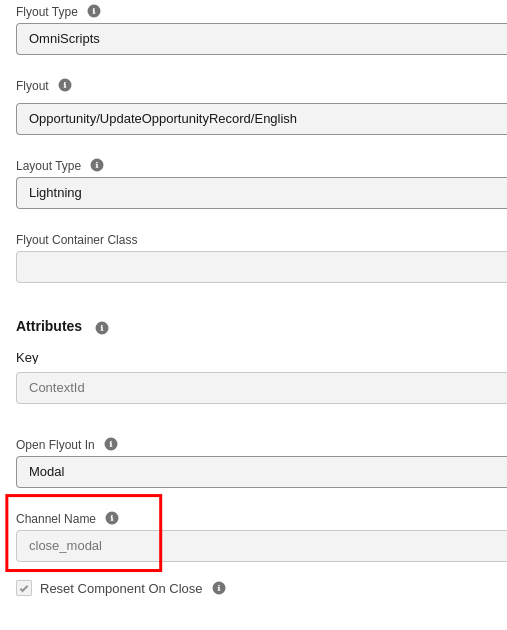 Flyout Type
OmniScripts
Flyout
Opportunity/UpdateOpportunityRecord/English
Layout Type
Lightning
Flyout Container Class
Attributes
Key
ContextId
Open Flyout In
Modal
Channel Name
close_modal
Reset Component On Close